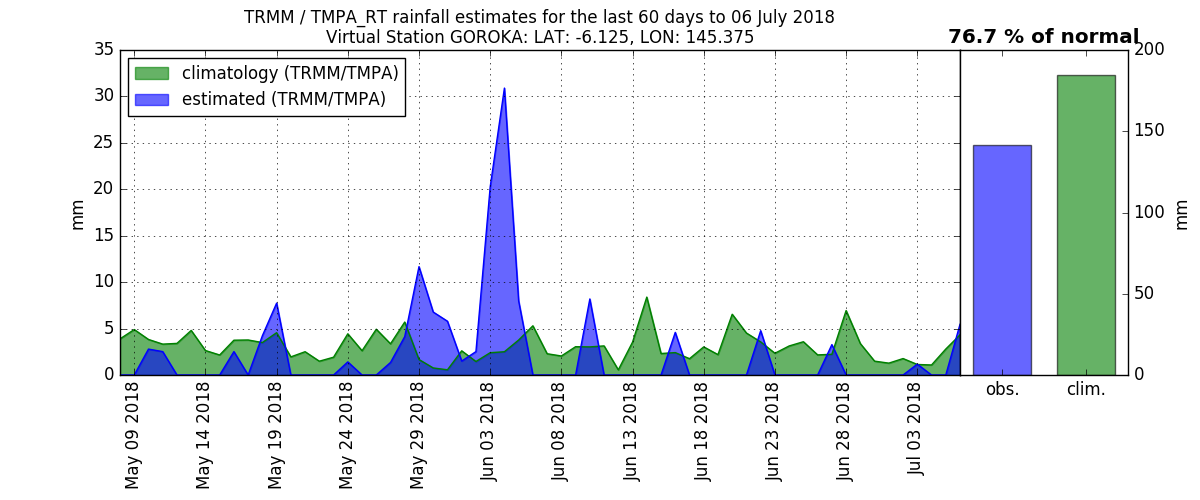 TRMM / TMPA_RT rainfall estimates for the last 60 days to 06 July 2018
Virtual Station GOROKA: LAT: -6.125, LON: 145.375
76.7 % of normal
climatology (TRMM/TMPA)
estimated (TRMM/TMPA)
35
30
25
20
15
10
5
0
mm
May 09 2018
May 14 2018
May 19 2018
May 24 2018
May 29 2018
Jun 03 2018
Jun 08 2018
Jun 13 2018
Jun 18 2018
Jun 23 2018
Jun 28 2018
Jul 03 2018
obs.
clim.
200
150
100
50
0
mm